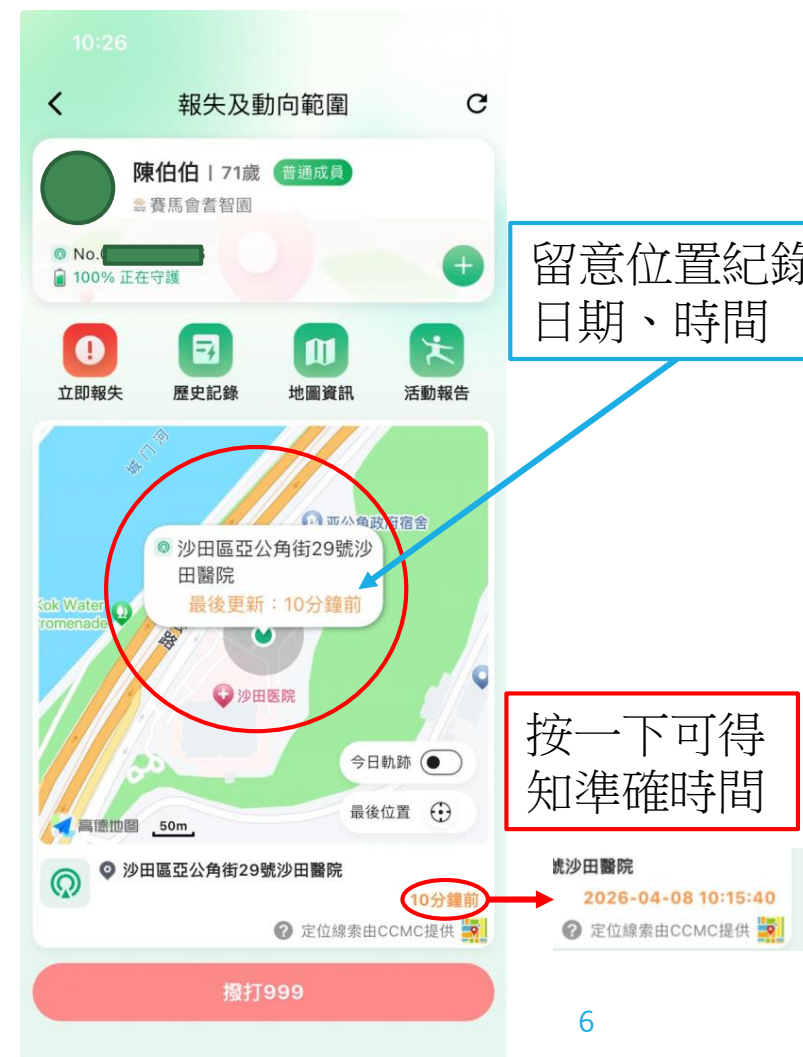 10:26
報失及動向範圍
陳伯伯 | 71歲 普通成員
賽馬會耆智園
No.
100% 正在守護
立即報失 歷史記錄 地圖資訊 活動報告
留意位置紀錄
日期、時間
城门河
亚公角政府宿舍
沙田區亞公角街29號沙
田醫院
最後更新：10分鐘前
Kok Water
romenade
沙田医院
今日軌跡
最後位置
高德地图 50m
按一下可得
知準確時間
沙田區亞公角街29號沙田醫院
10分鐘前
定位線索由CCMC提供
號沙田醫院
2026-04-08 10:15:40
定位線索由CCMC提供
撥打999
6